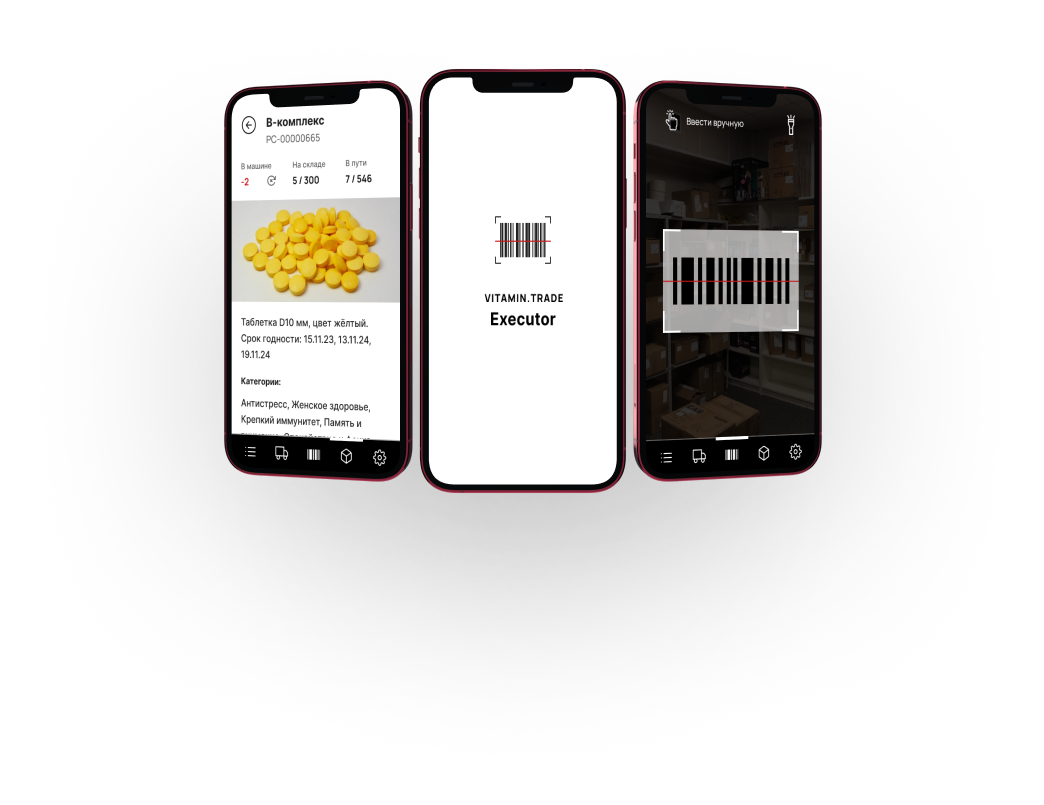 В-комплекс
РС-00000665
В машине
На складе
В пути
-2
5 / 300
7 / 546
Таблетка D10 мм, цвет жёлтый.
Срок годности: 15.11.23, 13.11.24,
19.11.24
Категории:
Антистресс, Женское здоровье,
Крепкий иммунитет, Память и
VITAMIN.TRADE
Executor
Ввести вручную